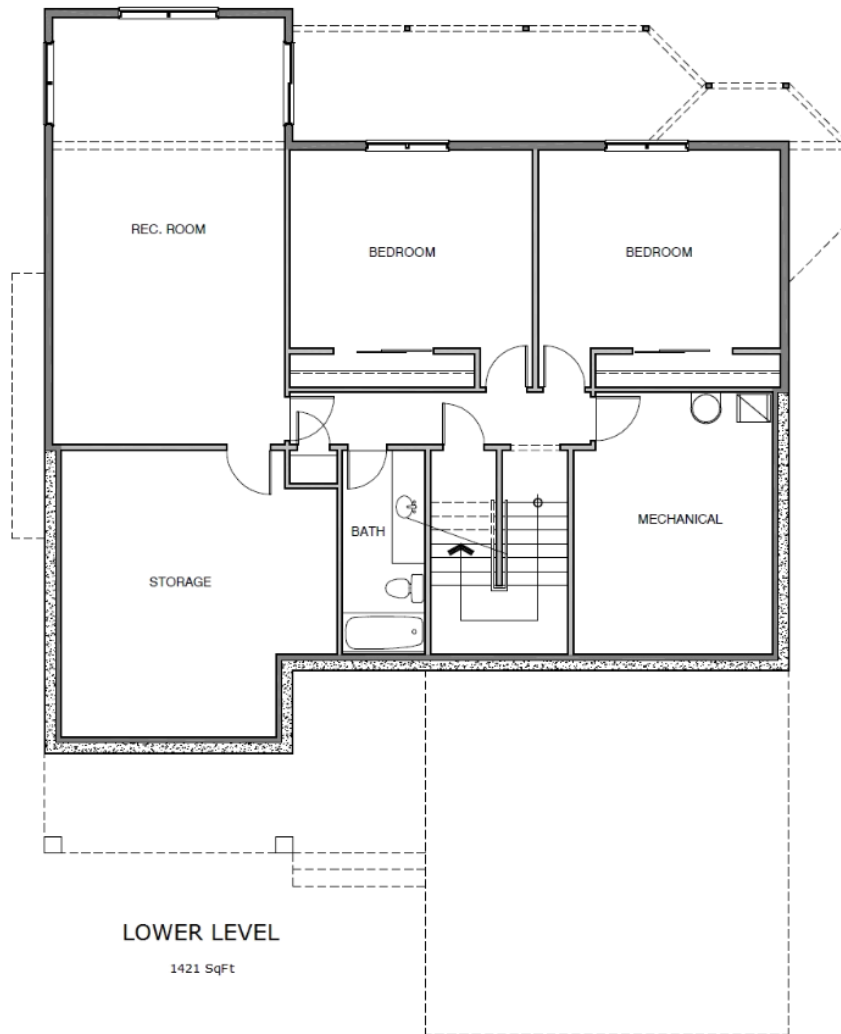 REC. ROOM
BEDROOM
BEDROOM
BATH
MECHANICAL
STORAGE
LOWER LEVEL
1421 SqFt